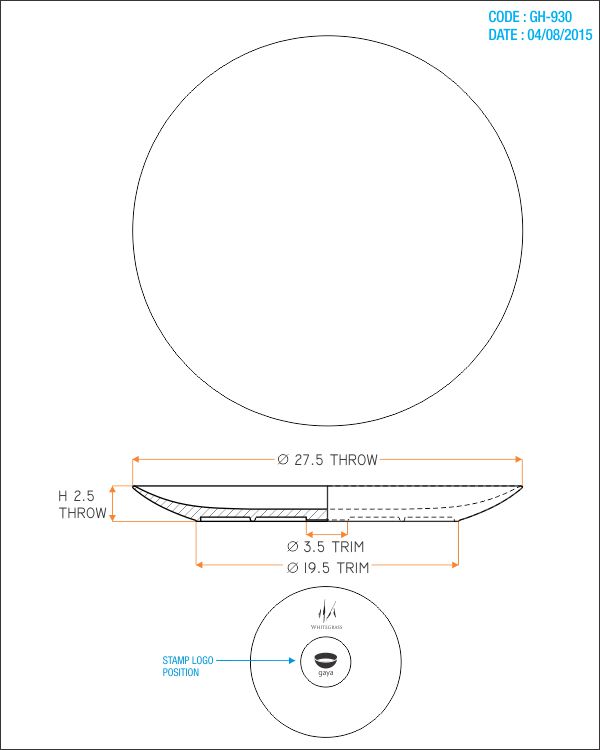 CODE : GH-930
DATE : 04/08/2015
Ø 27.5 THROW
H 2.5
THROW
Ø 3.5 TRIM
Ø 19.5 TRIM
WHITEGRASS
STAMP LOGO
POSITION
gaya